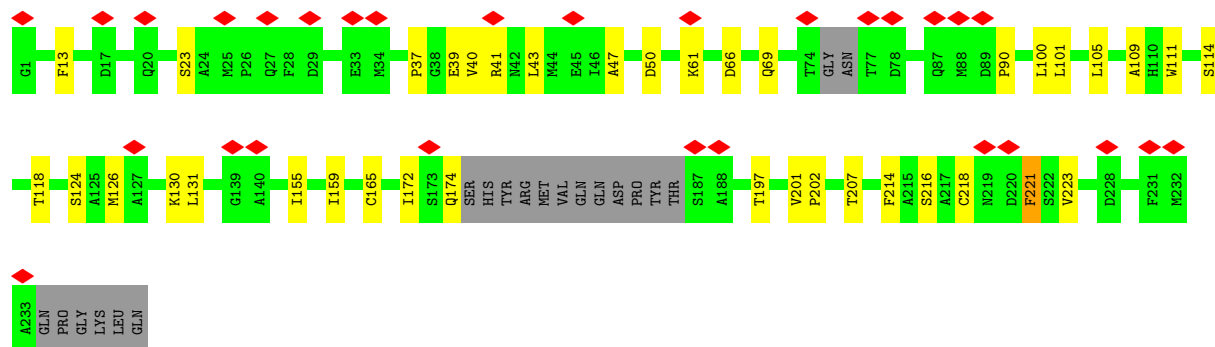 G1 F13 D17 Q20 S23 A24 M25 P26 Q27 F28 D29 E33 M34 P37 G38 E39 V40 R41 N42 L43 M44 E45 I46 A47 D50 K61 D66 Q69 T74 GLY ASN T77 D78 Q87 M88 D89 P90 L100 L101 L105 A109 H110 W111 S114
T118 S124 A125 M126 A127 K130 L131 G139 A140 I155 I159 C165 I172 S173 Q174 SER HIS TYR ARG MET VAL GLN GLN ASP PRO TYR THR S187 A188 T197 V201 P202 T207 F214 A215 S216 A217 C218 N219 D220 F221 S222 V223 D228 F231 M232
A233 GLN PRO GLY LYS LEU GLN